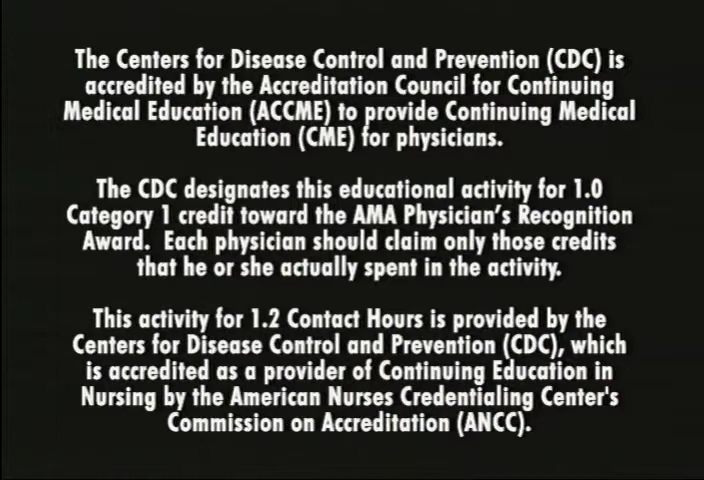 The Centers for Disease Control and Prevention (CDC) is
accredited by the Accreditation Council for Continuing
Medical Education (ACCME) to provide Continuing Medical
Education (CME) for physicians.
The CDC designates this educational activity for 1.0
Category 1 credit toward the AMA Physician’s Recognition
Award. Each physician should claim only those credits
that he or she actually spent in the activity.
This activity for 1.2 Contact Hours is provided by the
Centers for Disease Control and Prevention (CDC), which
is accredited as a provider of Continuing Education in
Nursing by the American Nurses Credentialing Center's
Commission on Accreditation (ANCC).